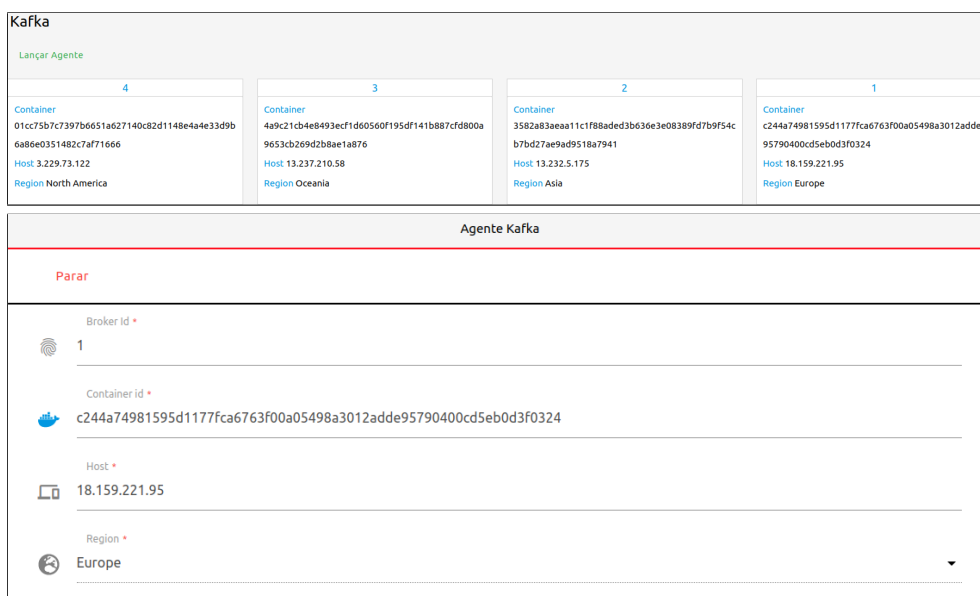 Kafka
Lançar Agente
4
Container
01cc75b7c7397b6651a627140c82d1148e4a4e33d9b
6a86e0351482c7af71666
Host 3.229.73.122
Region North America
3
Container
4a9c21cb4e8493ecf1d60560f195df141b887cfd800a
9653cb269d2b8ae1a876
Host 13.237.210.58
Region Oceania
2
Container
3582a83aeaa11c1f88aded3b636e3e08389fd7b9f54c
b7bd27ae9ad9518a7941
Host 13.232.5.175
Region Asia
1
Container
c244a74981595d1177fca6763f00a05498a3012adde
95790400cd5eb0d3f0324
Host 18.159.221.95
Region Europe
Agente Kafka
Parar
Broker Id *
1
Container id *
c244a74981595d1177fca6763f00a05498a3012adde95790400cd5eb0d3f0324
Host *
18.159.221.95
Region *
Europe